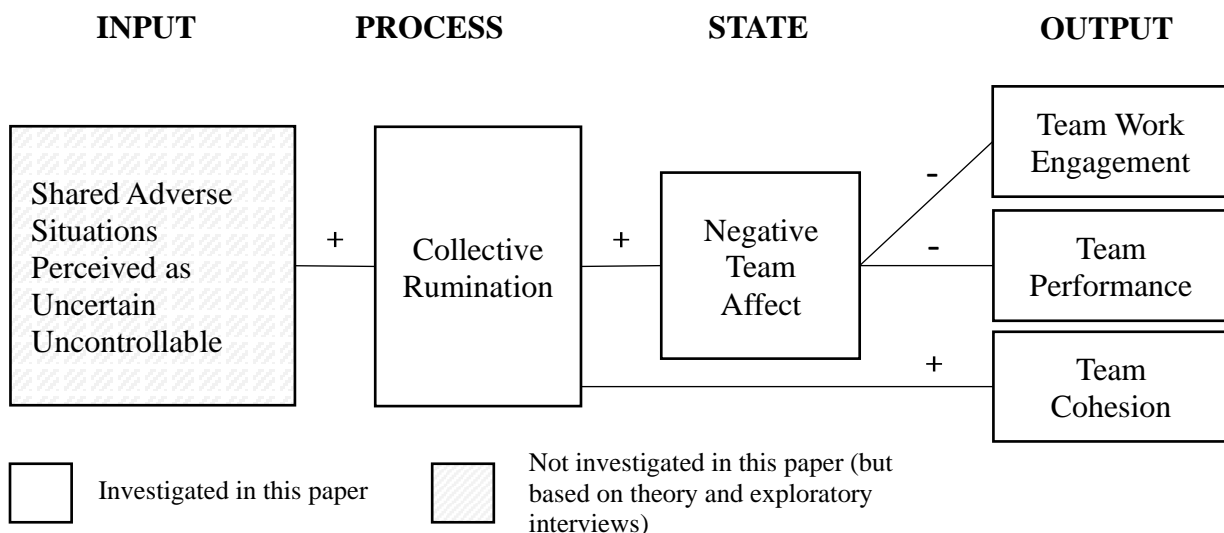 INPUT
PROCESS
STATE
OUTPUT
Shared Adverse
Situations
Perceived as
Uncertain
Uncontrollable
+
Collective
Rumination
+
Negative
Team
Affect
-
-
+
Team Work
Engagement
Team
Performance
Team
Cohesion
Investigated in this paper
Not investigated in this paper (but
based on theory and exploratory
interviews)